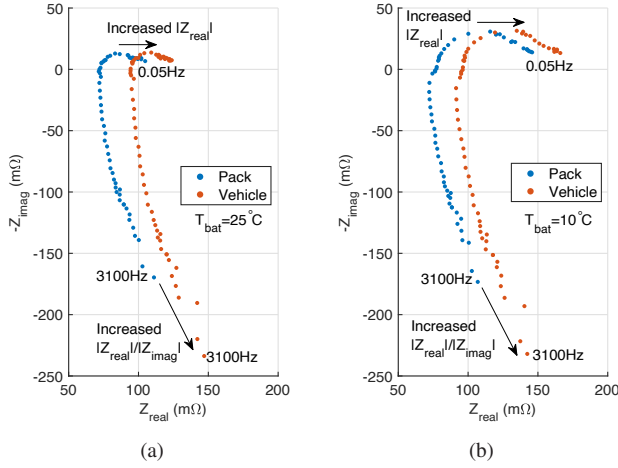 Increased |Z_real|
0.05Hz
Pack
Vehicle
T_bat=25°C
3100Hz
Increased
|Z_real|/|Z_imag|
3100Hz
50
0
-50
-100
-150
-200
-250
-Z_imag (mΩ)
50 100 150 200
Z_real (mΩ)
(a)
Increased
|Z_real|
0.05Hz
Pack
Vehicle
T_bat=10°C
3100Hz
Increased
|Z_real|/|Z_imag|
3100Hz
50
0
-50
-100
-150
-200
-250
-Z_imag (mΩ)
50 100 150 200
Z_real (mΩ)
(b)